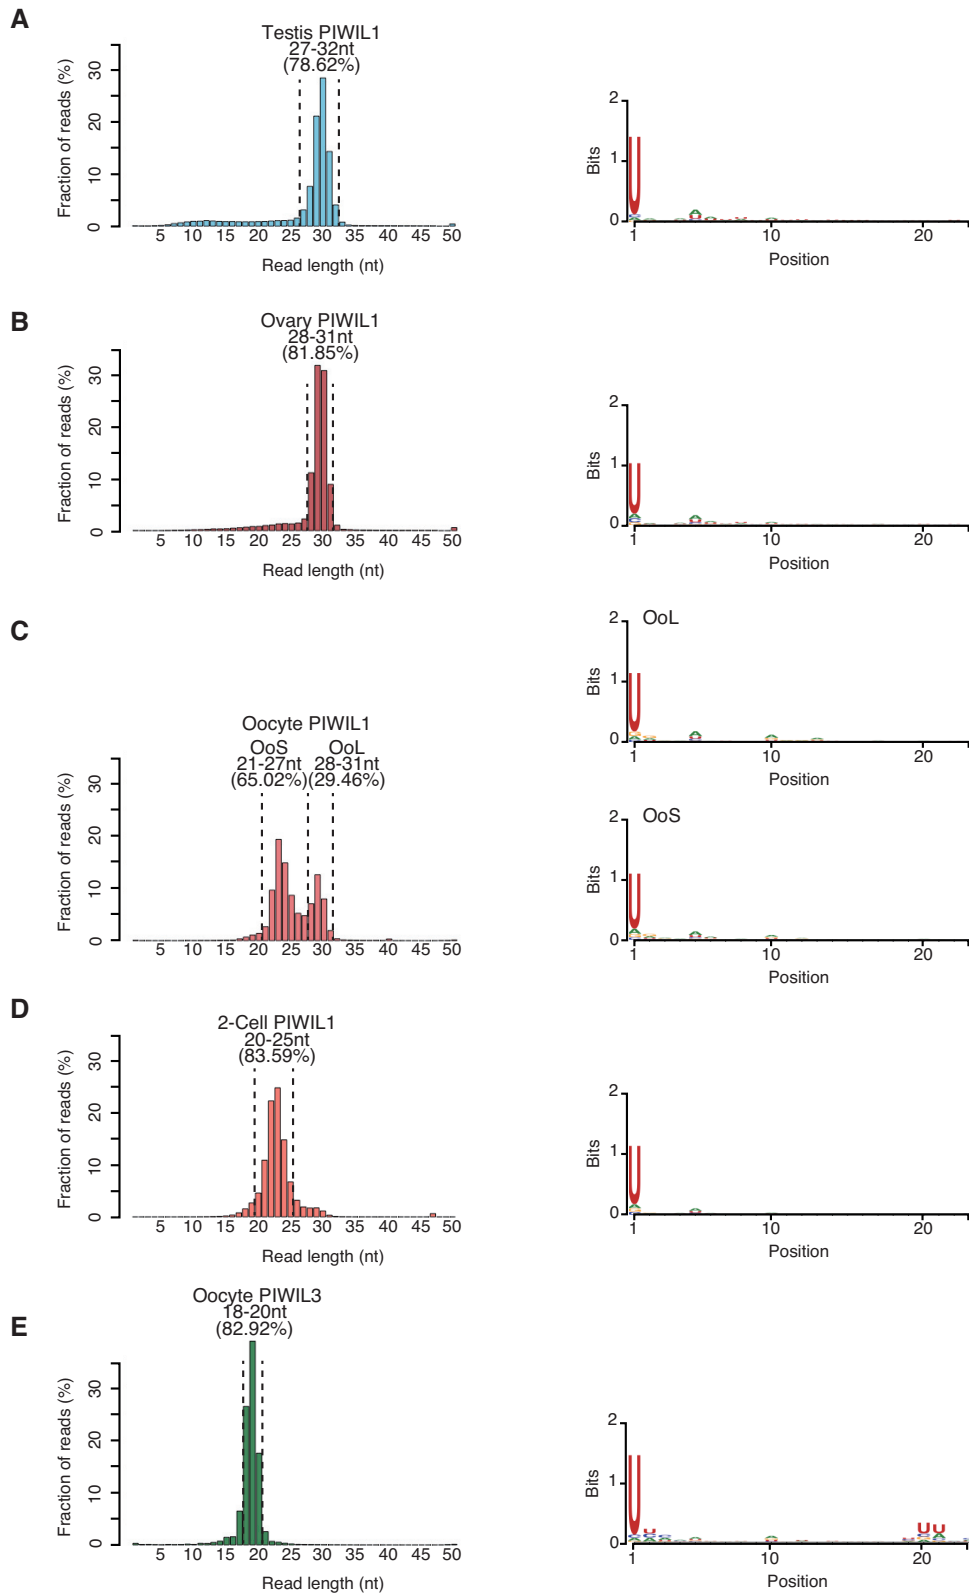 A
Testis PIWIL1
27-32nt
(78.62%)
Fraction of reads (%)
0 10 20 30
5 10 15 20 25 30 35 40 45 50
Read length (nt)
Bits
0 1 2
U
A
1 10
Position
B
Ovary PIWIL1
28-31nt
(81.85%)
Fraction of reads (%)
0 10 20 30
5 10 15 20 25 30 35 40 45 50
Read length (nt)
Bits
0 1 2
U
A
1 10 20
Position
C
Oocyte PIWIL1
OoS OoL
21-27nt 28-31nt
(65.02%) (29.46%)
Fraction of reads (%)
0 10 20 30
5 10 15 20 25 30 35 40 45 50
Read length (nt)
OoL
Bits
0 1 2
U
A
1 10 20
Position
OoS
Bits
0 1 2
U
A
1 10 20
Position
D
2-Cell PIWIL1
20-25nt
(83.59%)
Fraction of reads (%)
0 10 20 30
5 10 15 20 25 30 35 40 45 50
Read length (nt)
Bits
0 1 2
U
1 10 20
Position
E
Oocyte PIWIL3
18-20nt
(82.92%)
Fraction of reads (%)
0 10 20 30
5 10 15 20 25 30 35 40 45 50
Read length (nt)
Bits
0 1 2
U U U U
1 10 20
Position